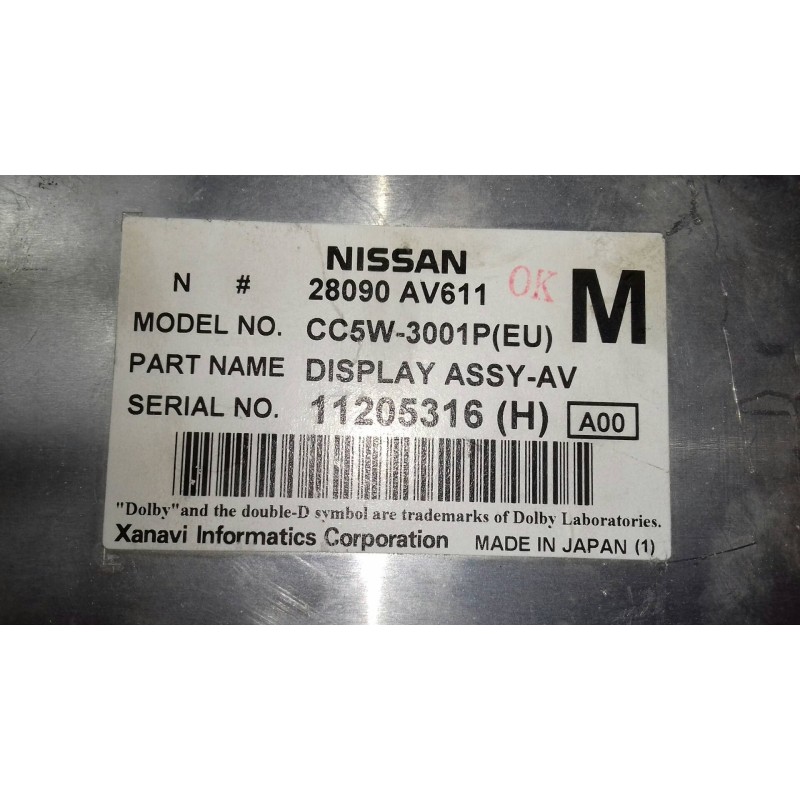 NISSAN
N # 28090 AV611 OK M
MODEL NO. CC5W-3001P(EU)
PART NAME DISPLAY ASSY-AV
SERIAL NO. 11205316 (H) A00
"Dolby"and the double-D symbol are trademarks of Dolby Laboratories.
Xanavi Informatics Corporation MADE IN JAPAN (1)